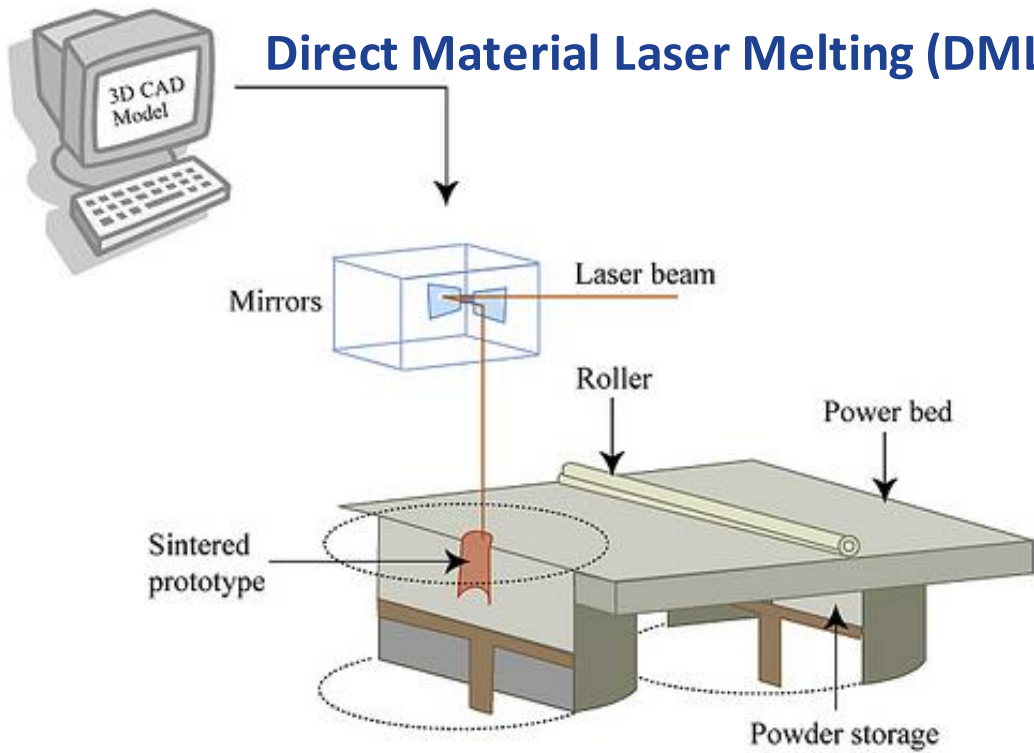 Direct Material Laser Melting (DML
3D CAD
Model
Laser beam
Mirrors
Roller
Power bed
Sintered
prototype
Powder storage